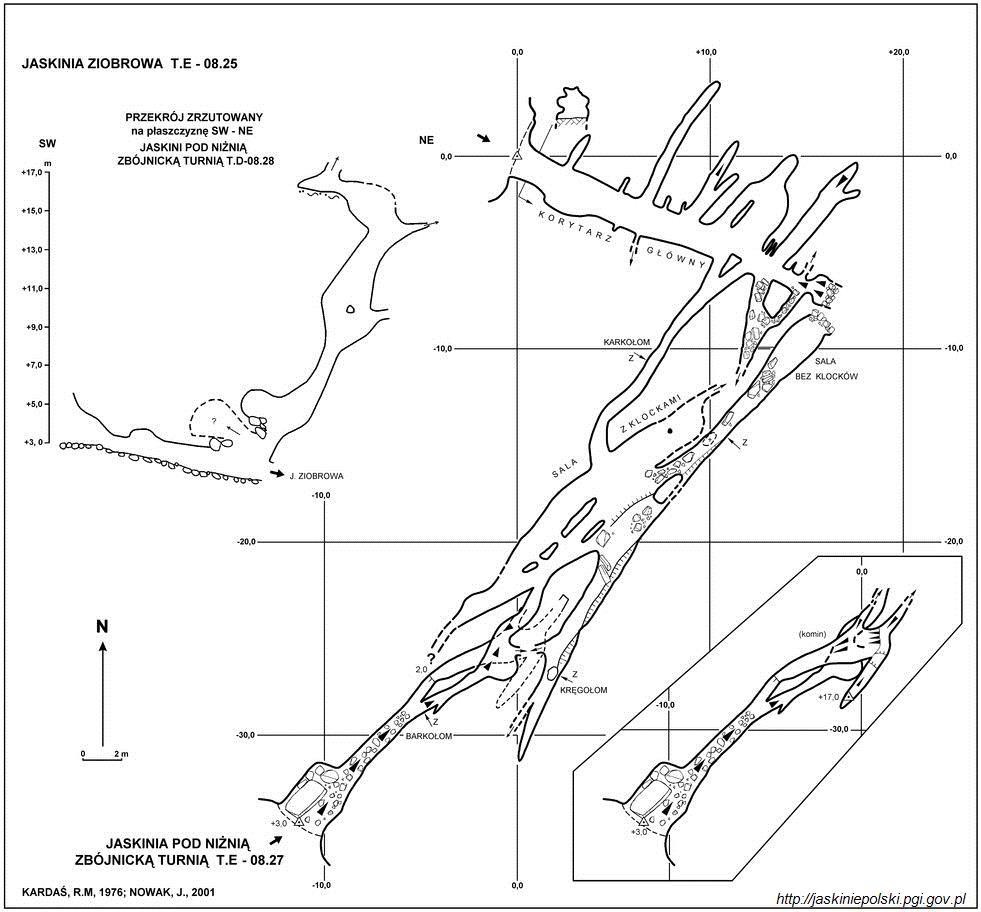 JASKINIA ZIOBROWA T.E - 08.25
PRZEKRÓJ ZRZUTOWANY
na płaszczyznę SW - NE
JASKINI POD NIŻNIĄ
ZBÓJNICKĄ TURNIĄ T.D-08.28
SW
m
+17,0
+15,0
+13,0
+11,0
+9,0
+7,0
+5,0
+3,0
?
J. ZIOBROWA
NE
0,0
+10,0
+20,0
0,0
0,0
KORYTARZ GŁÓWNY
KARKOŁOM
Z
-10,0
-10,0
SALA
BEZ KLOCKÓW
SALA Z KLOCKAMI
Z
-10,0
-20,0
-20,0
?
2,0
Z
KRĘGOŁOM
Z
BARKOŁOM
-30,0
+3,0
N
0 2 m
JASKINIA POD NIŻNIĄ
ZBÓJNICKĄ TURNIĄ T.E - 08.27
-10,0
0,0
0,0
(komin)
+17,0
-10,0
-30,0
+3,0
KARDAŚ, R.M, 1976; NOWAK, J., 2001
http://jaskiniepolski.pgi.gov.pl